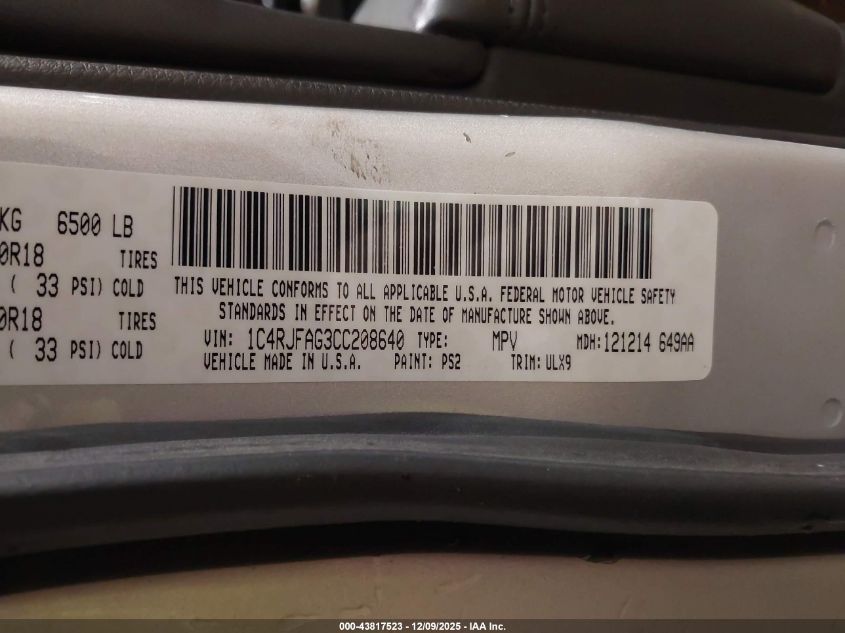 KG 6500 LB
0R18 TIRES
( 33 PSI) COLD
0R18 TIRES
( 33 PSI) COLD
THIS VEHICLE CONFORMS TO ALL APPLICABLE U.S.A. FEDERAL MOTOR VEHICLE SAFETY
STANDARDS IN EFFECT ON THE DATE OF MANUFACTURE SHOWN ABOVE.
VIN: 1C4RJFAG3CC208640 TYPE: MPV MDH: 121214 649AA
VEHICLE MADE IN U.S.A. PAINT: PS2 TRIM: ULX9
000-43817523 - 12/09/2025 - IAA Inc.